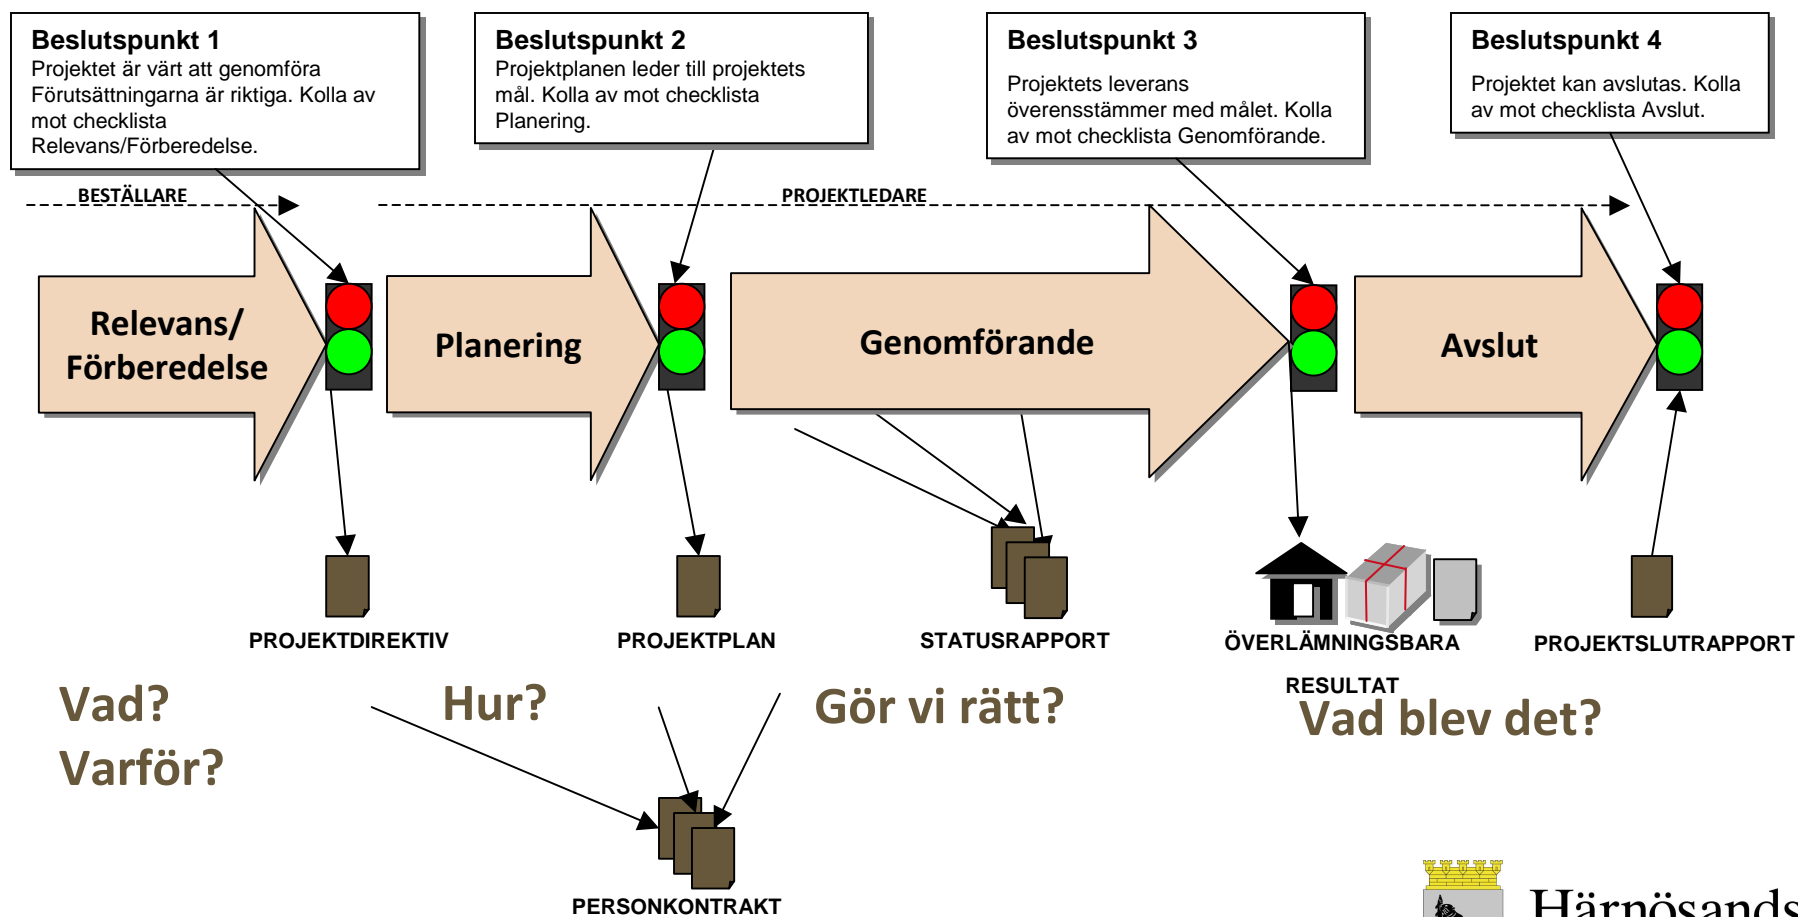 Beslutspunkt 1
Projektet är värt att genomföra
Förutsättningarna är riktiga. Kolla av
mot checklista
Relevans/Förberedelse.
Beslutspunkt 2
Projektplanen leder till projektets
mål. Kolla av mot checklista
Planering.
Beslutspunkt 3
Projektets leverans
överensstämmer med målet. Kolla
av mot checklista Genomförande.
Beslutspunkt 4
Projektet kan avslutas. Kolla
av mot checklista Avslut.
BESTÄLLARE
PROJEKTLEDARE
Relevans/
Förberedelse
Planering
Genomförande
Avslut
PROJEKTDIREKTIV
PROJEKTPLAN
STATUSRAPPORT
ÖVERLÄMNINGSBARA
RESULTAT
PROJEKTSLUTRAPPORT
Vad?
Varför?
Hur?
Gör vi rätt?
Vad blev det?
PERSONKONTRAKT
Härnösands